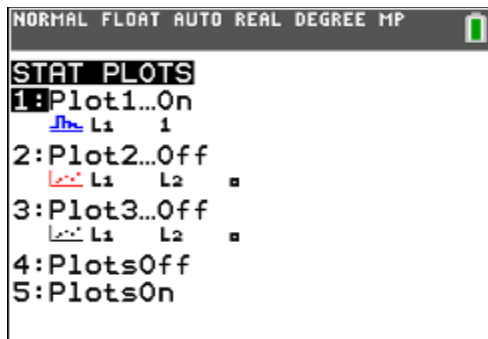 NORMAL FLOAT AUTO REAL DEGREE MP
STAT PLOTS
1:Plot1…On
L1 1
2:Plot2…Off
L1 L2
3:Plot3…Off
L1 L2
4:PlotsOff
5:PlotsOn